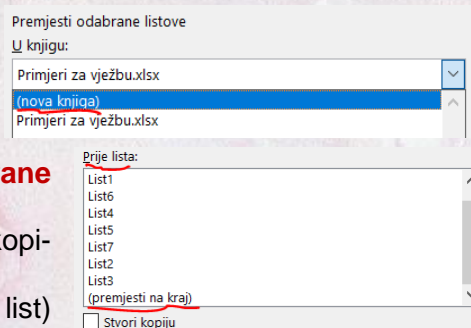 Premjesti odabrane listove
U knjigu:
Primjeri za vježbu.xlsx
(nova knjiga)
Primjeri za vježbu.xlsx
ane
kopi-
list)
Prije lista:
List1
List6
List4
List5
List7
List2
List3
(premjesti na kraj)
Stvori kopiju